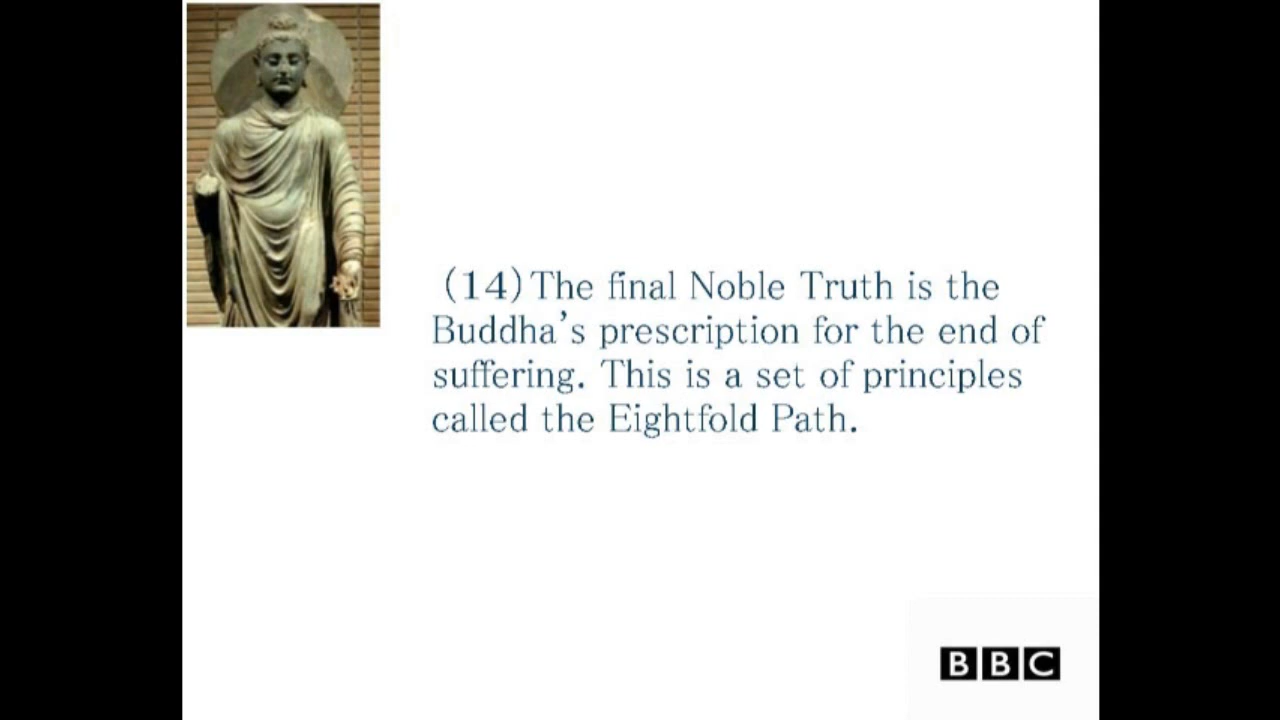 (14)The final Noble Truth is the
Buddha’s prescription for the end of
suffering. This is a set of principles
called the Eightfold Path.
BBC